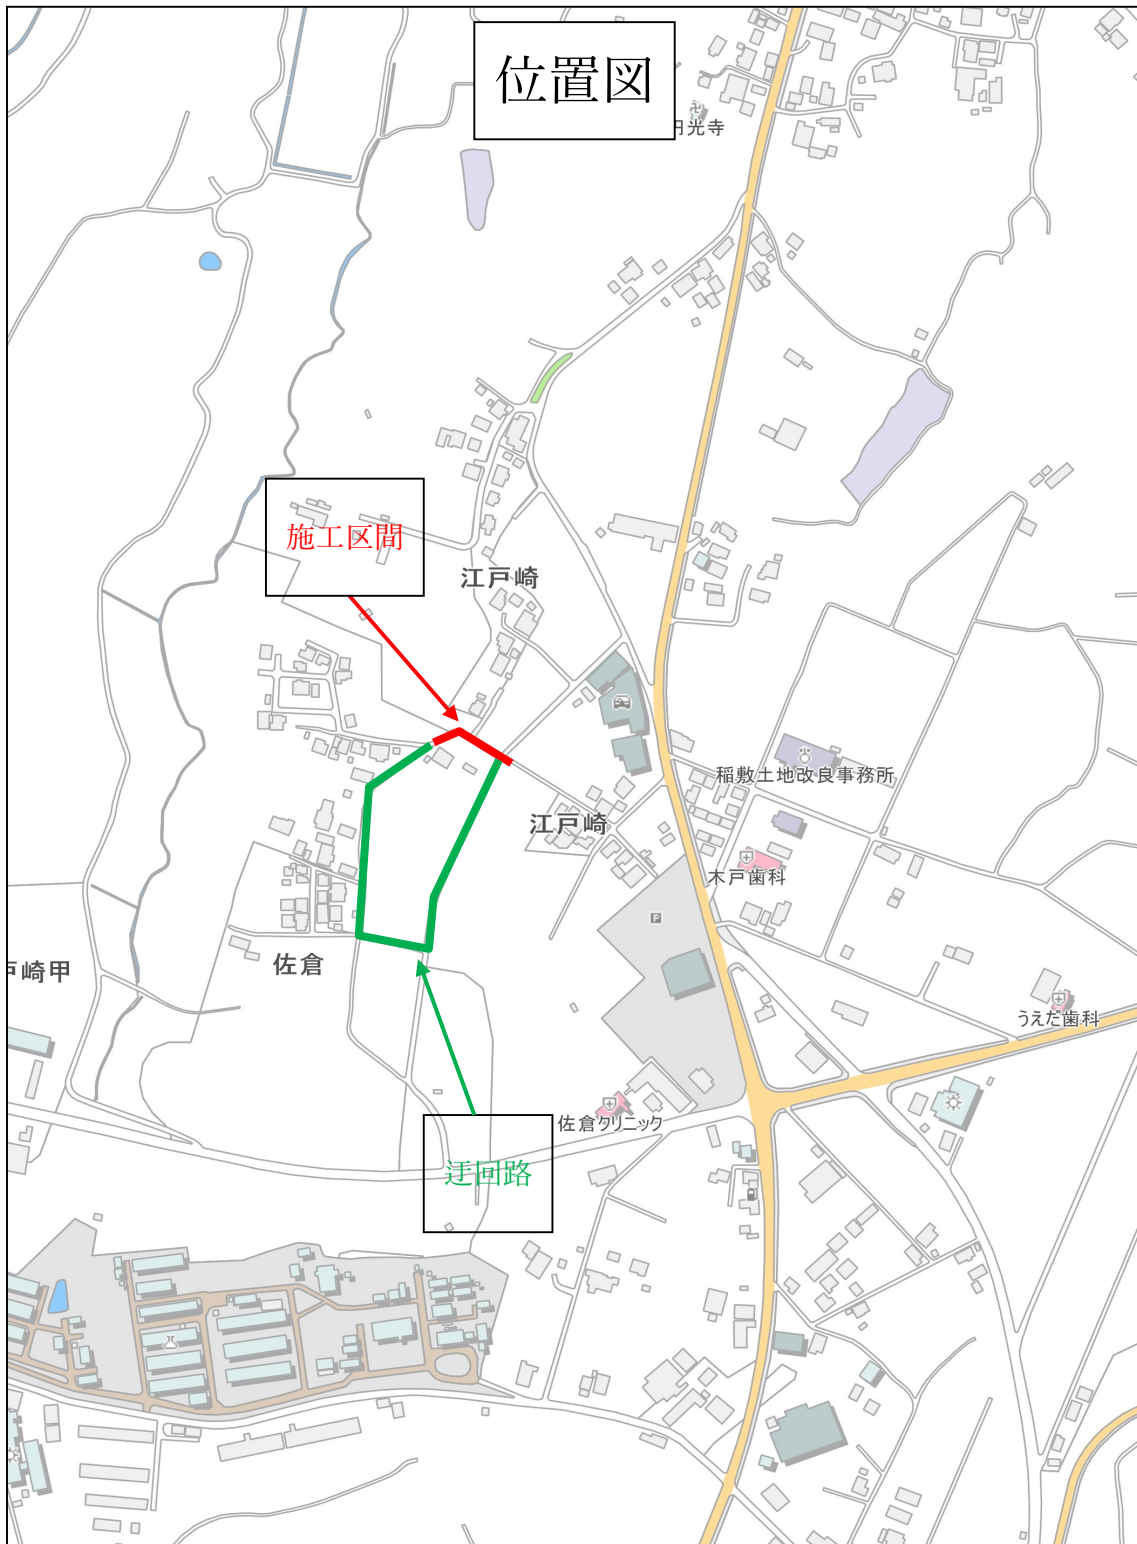 位置図
円光寺
施工区間
江戸崎
稲敷土地改良事務所
江戸崎
木戸歯科
P
佐倉
戸崎甲
うえだ歯科
佐倉クリニック
迂回路